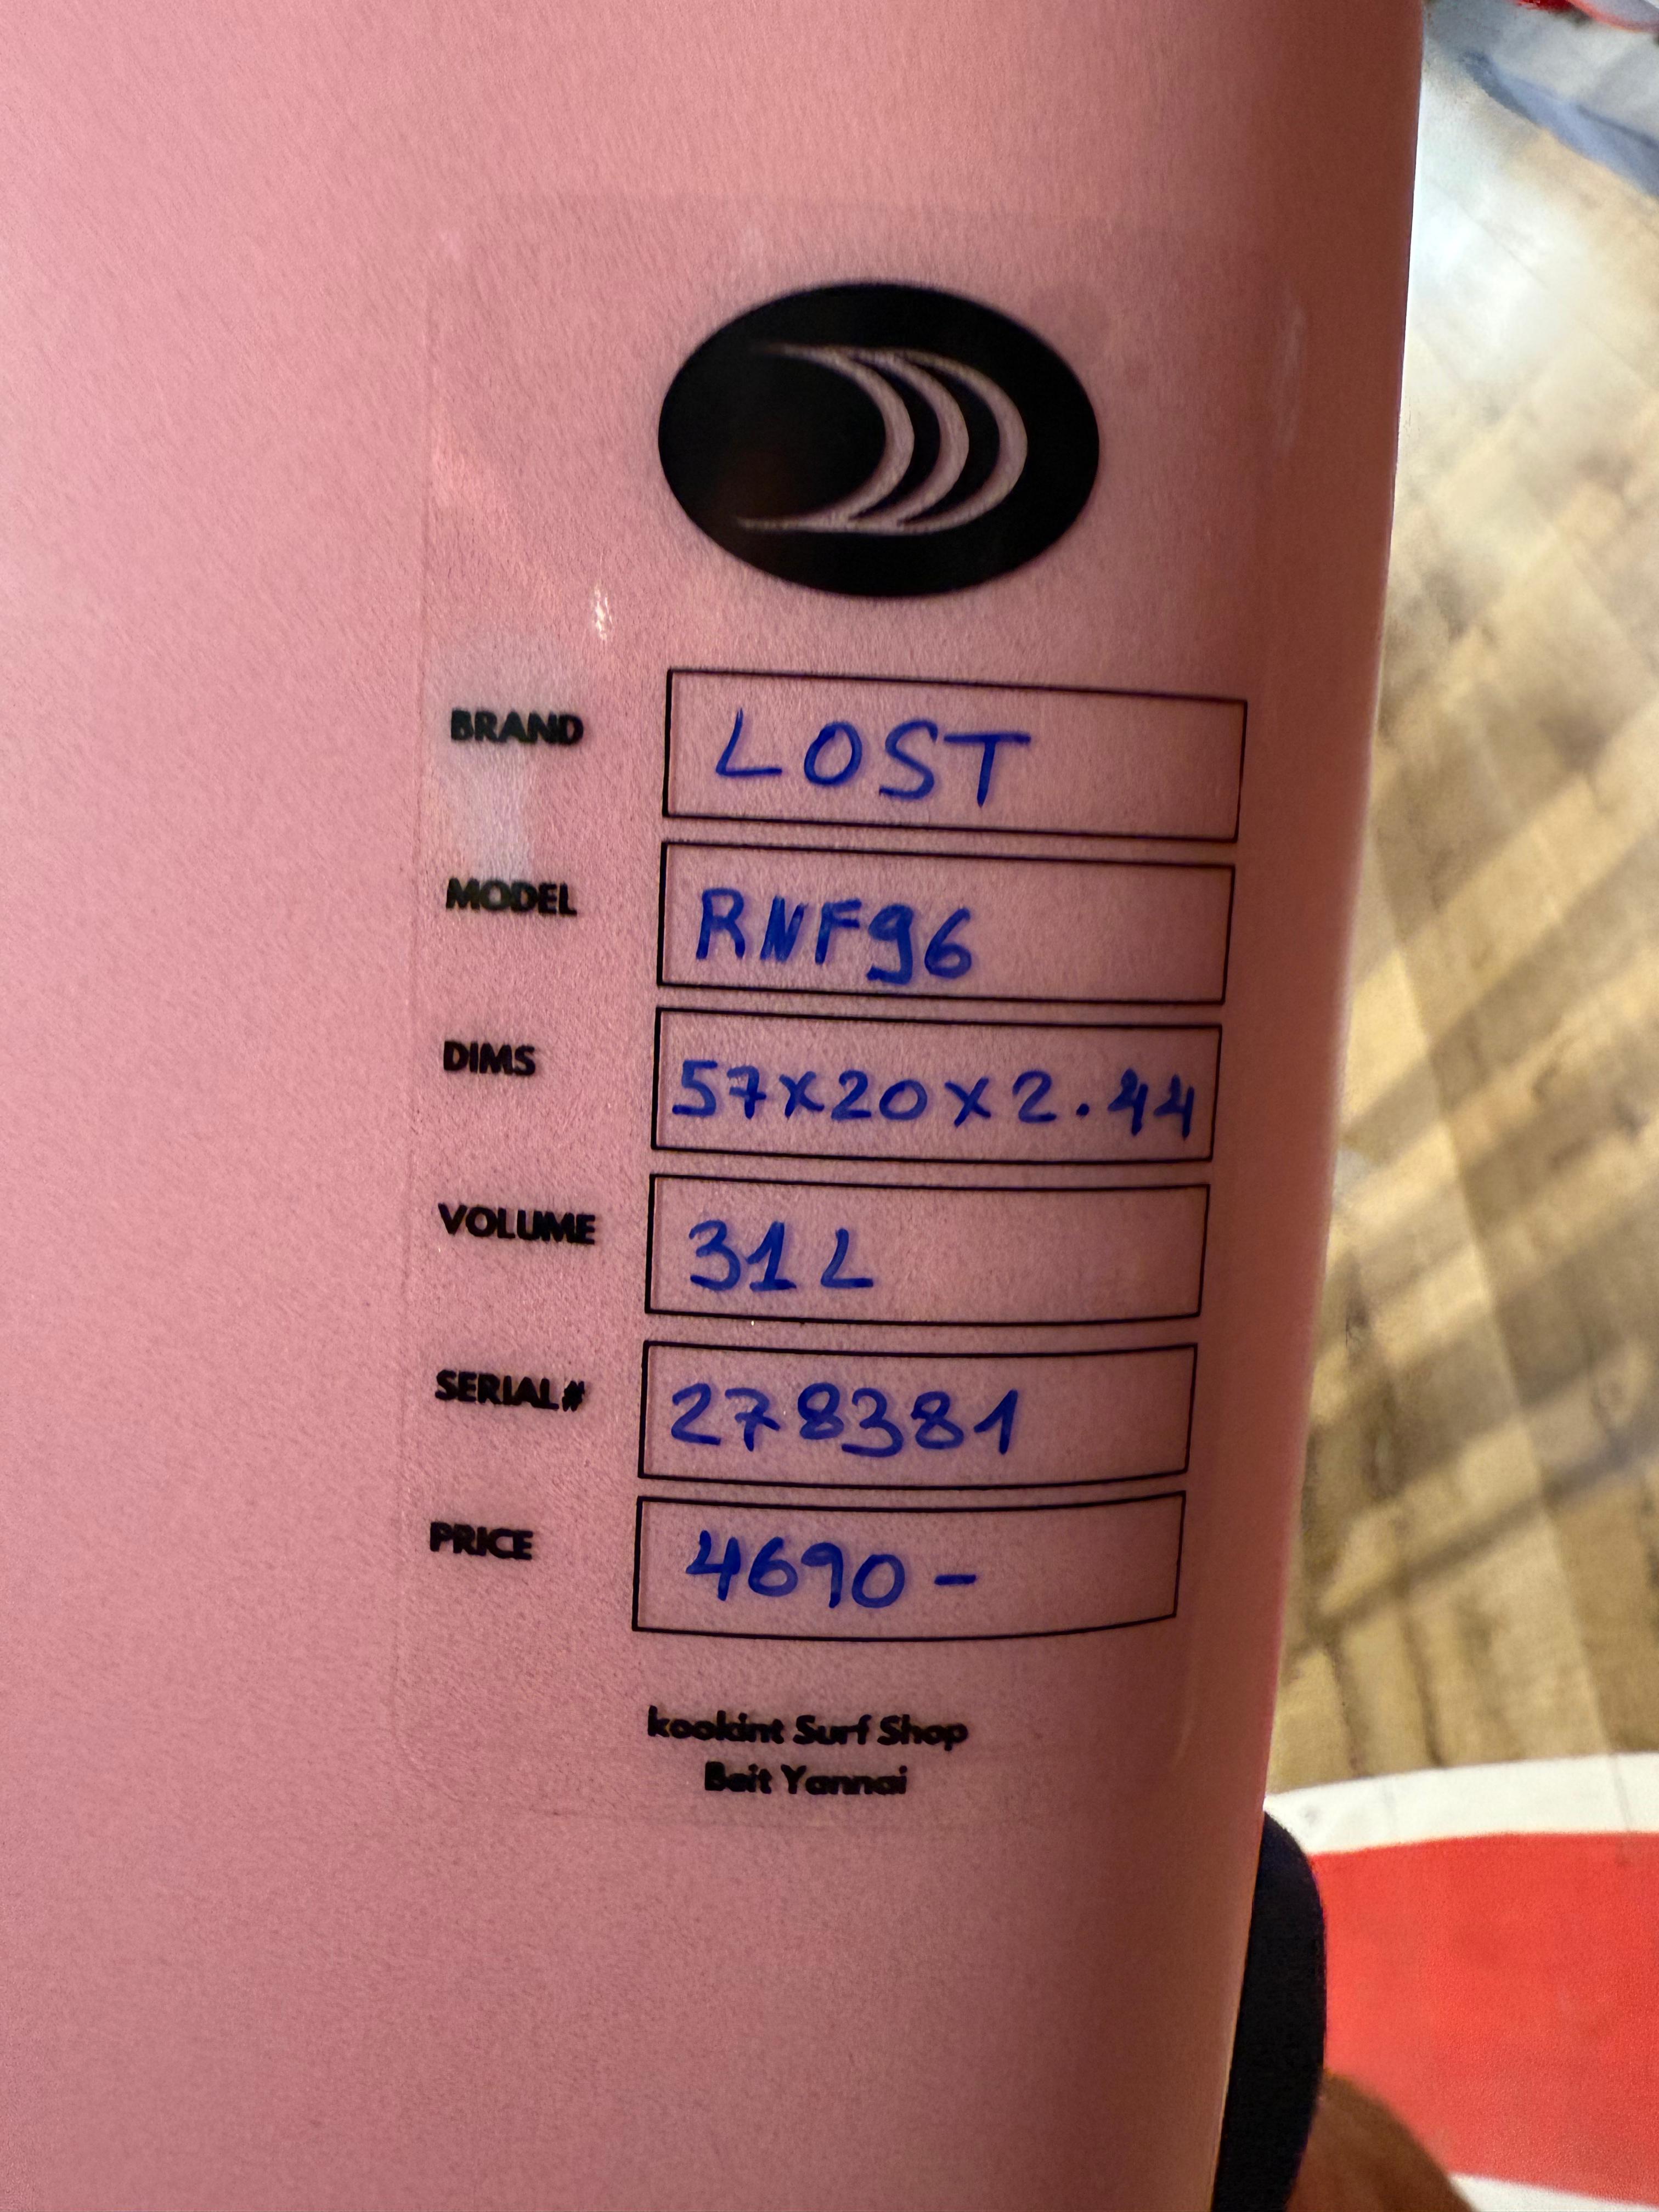 BRAND LOST
MODEL RNF96
DIMS 57x20x2.44
VOLUME 31L
SERIAL# 278381
PRICE 4690-
kookint Surf Shop
Beit Yannai